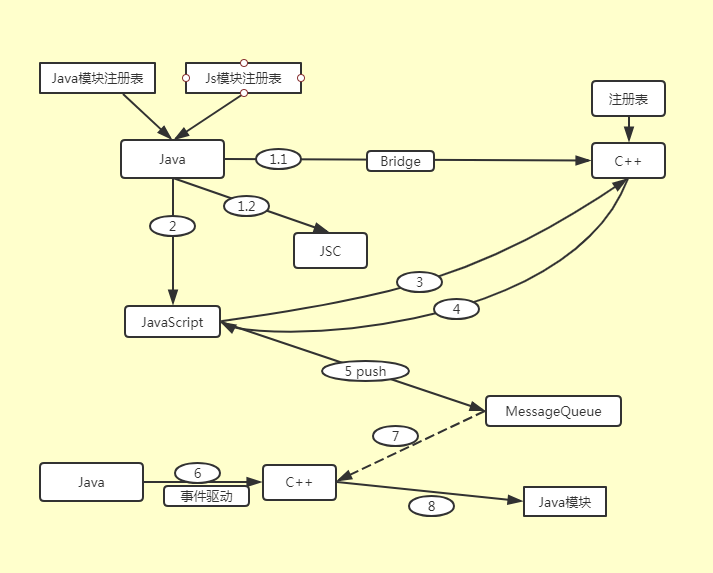 Java模块注册表
Js模块注册表
注册表
Java
1.1
Bridge
C++
1.2
2
JSC
3
4
JavaScript
5 push
MessageQueue
7
6
Java
C++
事件驱动
8
Java模块